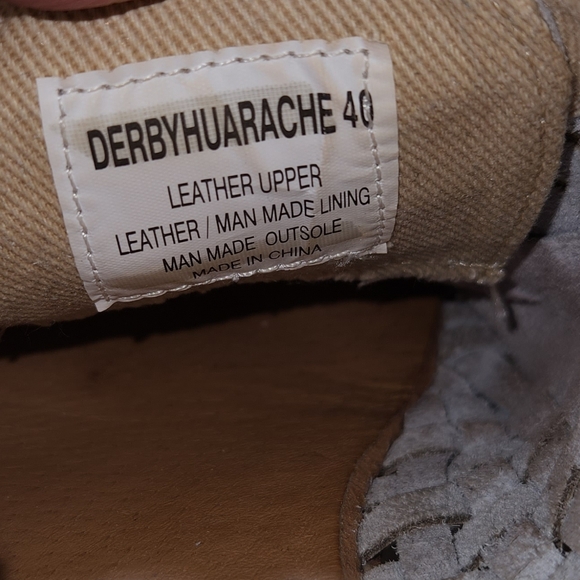 DERBYHUARACHE 40
LEATHER UPPER
LEATHER / MAN MADE LINING
MAN MADE OUTSOLE
MADE IN CHINA